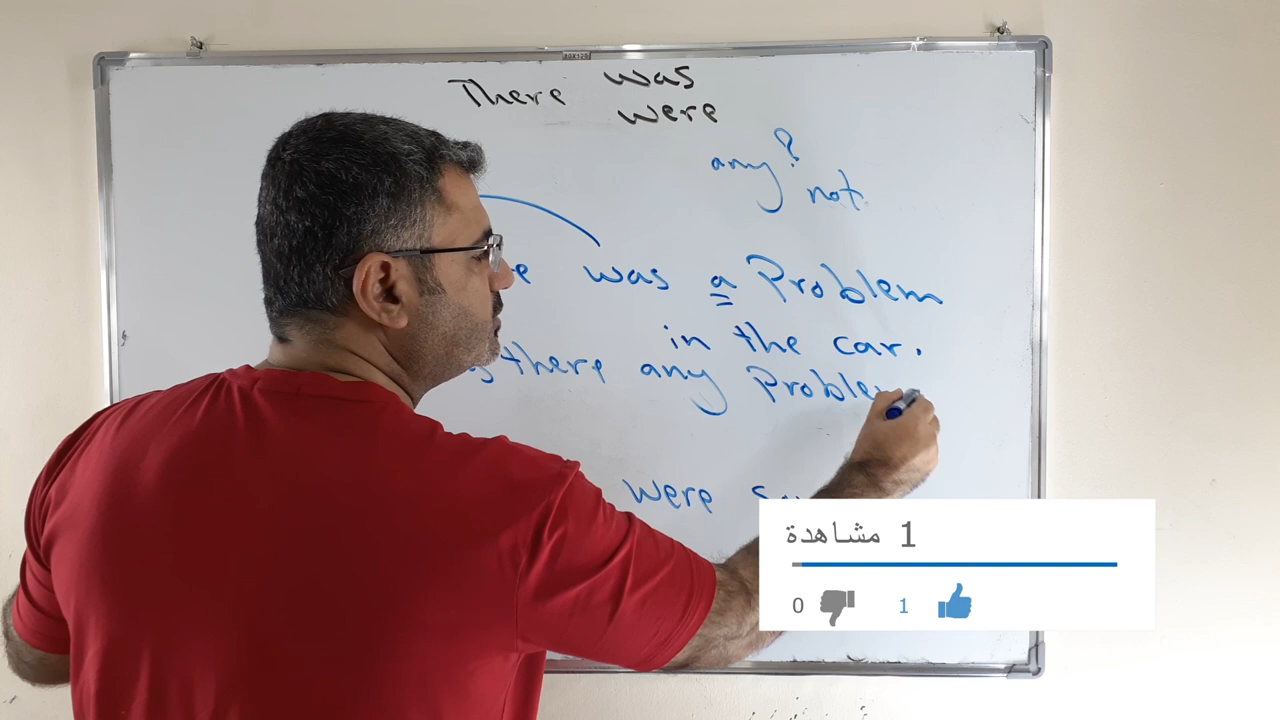 There was
were
any?
not
was a Problem
in the car.
there any Proble
were
1 مشاهدة
0 1